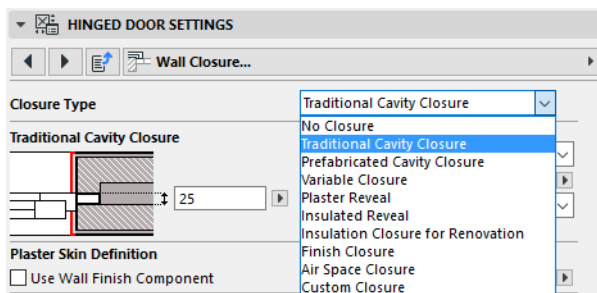 HINGED DOOR SETTINGS
Wall Closure...
Closure Type
Traditional Cavity Closure
No Closure
Traditional Cavity Closure
Traditional Cavity Closure
Prefabricated Cavity Closure
Variable Closure
Plaster Reveal
25
Insulated Reveal
Insulation Closure for Renovation
Plaster Skin Definition
Finish Closure
Use Wall Finish Component
Air Space Closure
Custom Closure